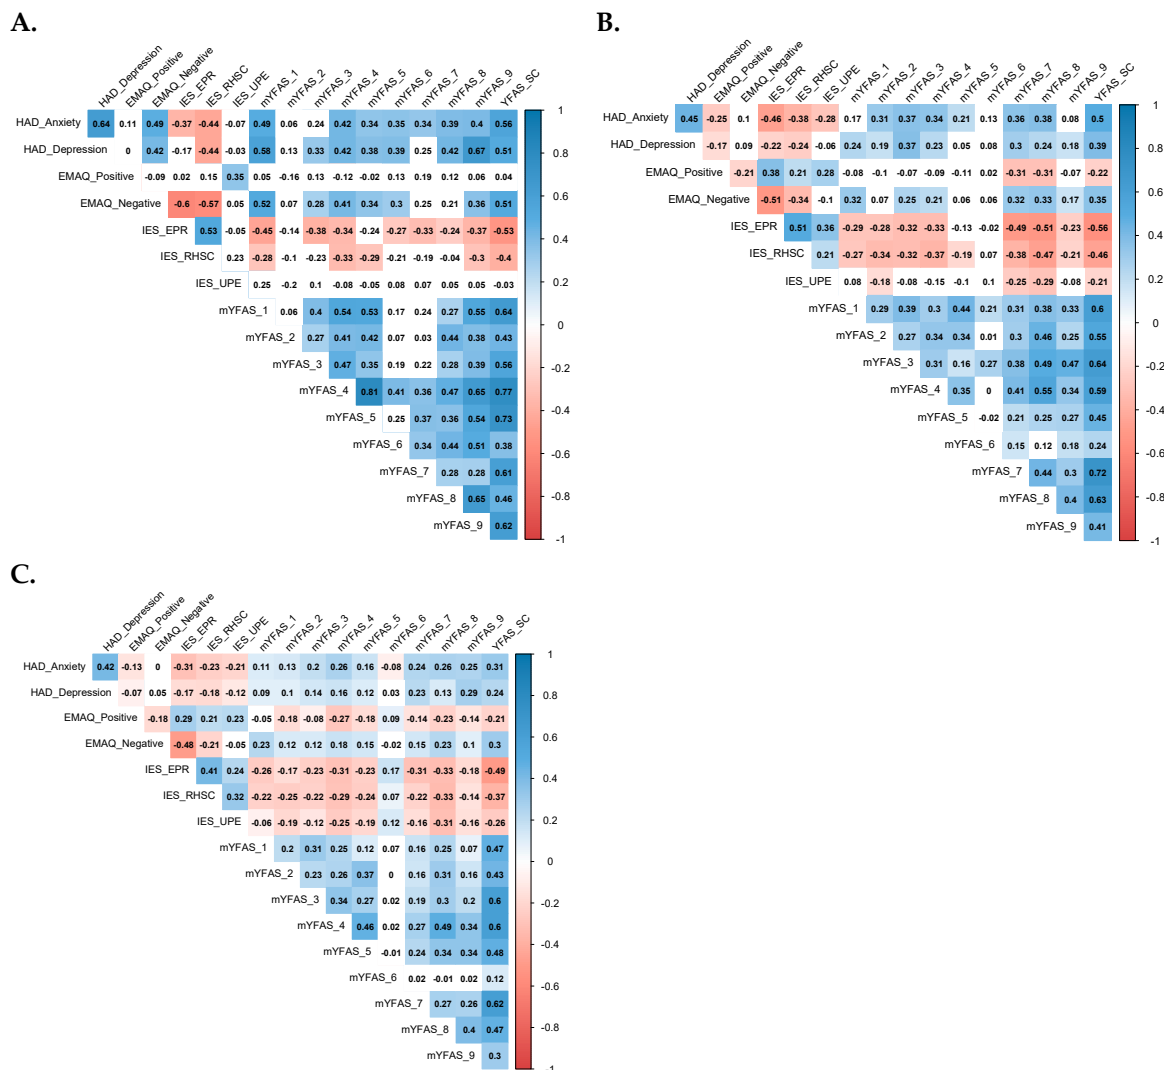 A.
HAD_Depression EMAQ_Positive EMAQ_Negative IES_EPR IES_RHSC IES_UPE mYFAS_1 mYFAS_2 mYFAS_3 mYFAS_4 mYFAS_5 mYFAS_6 mYFAS_7 mYFAS_8 mYFAS_9 YFAS_SC
HAD_Anxiety 0.64 0.11 0.49 -0.37 -0.44 -0.07 0.49 0.06 0.24 0.42 0.34 0.35 0.34 0.39 0.4 0.56
HAD_Depression 0 0.42 -0.17 -0.44 -0.03 0.58 0.13 0.33 0.42 0.38 0.39 0.25 0.42 0.67 0.51
EMAQ_Positive -0.09 0.02 0.15 0.35 0.05 -0.16 0.13 -0.12 -0.02 0.13 -0.19 0.12 0.06 0.04
EMAQ_Negative -0.6 -0.57 0.05 0.52 0.07 0.28 0.41 0.34 0.3 0.21 0.21 0.36 0.51
IES_EPR 0.53 -0.05 -0.45 -0.14 -0.38 -0.34 -0.24 -0.27 -0.33 -0.24 -0.37 -0.53
IES_RHSC 0.23 -0.28 -0.1 -0.23 -0.33 -0.29 -0.21 -0.19 -0.04 -0.3 -0.4
IES_UPE 0.25 -0.2 0.1 -0.08 -0.05 0.08 0.07 0.05 0.05 -0.03
mYFAS_1 0.06 0.4 0.54 0.53 0.17 0.24 0.27 0.55 0.64
mYFAS_2 0.27 0.41 0.42 0.07 0.03 0.44 0.38 0.43
mYFAS_3 0.47 0.35 0.19 0.22 0.28 0.39 0.56
mYFAS_4 0.81 0.41 0.36 0.47 0.65 0.77
mYFAS_5 0.25 0.37 0.36 0.54 0.73
mYFAS_6 0.34 0.44 0.51 0.38
mYFAS_7 0.28 0.28 0.61
mYFAS_8 0.65 0.46
mYFAS_9 0.62
1
0.8
0.6
0.4
0.2
0
-0.2
-0.4
-0.6
-0.8
-1
B.
HAD_Depression EMAQ_Positive EMAQ_Negative IES_EPR IES_RHSC IES_UPE mYFAS_1 mYFAS_2 mYFAS_3 mYFAS_4 mYFAS_5 mYFAS_6 mYFAS_7 mYFAS_8 mYFAS_9 YFAS_SC
HAD_Anxiety 0.45 -0.25 0.1 -0.46 -0.38 -0.28 0.17 0.31 0.37 0.34 0.21 0.13 0.36 0.38 0.08 0.5
HAD_Depression -0.17 0.09 -0.22 -0.24 -0.06 0.24 0.19 0.37 0.23 0.24 0.02 0.3 0.24 0.18 0.39
EMAQ_Positive -0.21 0.38 0.21 0.28 -0.08 -0.1 -0.07 -0.09 -0.11 0.02 -0.31 -0.31 -0.07 -0.22
EMAQ_Negative -0.51 -0.34 -0.1 0.32 0.07 0.25 0.21 0.06 0.06 0.32 0.33 0.17 0.35
IES_EPR 0.51 0.36 -0.29 -0.28 -0.32 -0.33 -0.13 -0.02 -0.49 -0.51 -0.23 -0.56
IES_RHSC 0.21 -0.27 -0.34 -0.32 -0.37 -0.19 0.07 -0.38 -0.47 -0.21 -0.46
IES_UPE 0.08 -0.18 -0.08 -0.15 -0.1 0.1 -0.25 -0.29 -0.08 -0.21
mYFAS_1 0.29 0.39 0.3 0.44 0.21 0.31 0.38 0.33 0.6
mYFAS_2 0.27 0.34 0.34 0.01 0.3 0.46 0.25 0.55
mYFAS_3 0.31 0.16 0.27 0.38 0.49 0.47 0.64
mYFAS_4 0.35 0 0.41 0.55 0.34 0.59
mYFAS_5 -0.02 0.21 0.25 0.27 0.45
mYFAS_6 0.15 0.12 0.18 0.24
mYFAS_7 0.44 0.3 0.72
mYFAS_8 0.4 0.63
mYFAS_9 0.41
1
0.8
0.6
0.4
0.2
0
-0.2
-0.4
-0.6
-0.8
-1
C.
HAD_Depression EMAQ_Positive EMAQ_Negative IES_EPR IES_RHSC IES_UPE mYFAS_1 mYFAS_2 mYFAS_3 mYFAS_4 mYFAS_5 mYFAS_6 mYFAS_7 mYFAS_8 mYFAS_9 YFAS_SC
HAD_Anxiety 0.42 -0.13 0 -0.31 -0.23 -0.21 0.11 0.13 0.2 0.26 0.16 -0.08 0.24 0.26 0.25 0.31
HAD_Depression -0.07 0.05 -0.17 -0.18 -0.12 0.09 0.1 0.14 0.16 0.12 0.03 0.23 0.13 0.29 0.24
EMAQ_Positive -0.18 0.29 0.21 0.23 -0.05 -0.18 -0.08 -0.27 -0.18 0.09 -0.14 -0.23 -0.14 -0.21
EMAQ_Negative -0.48 -0.21 -0.05 0.23 0.12 0.12 0.18 0.15 -0.02 0.15 0.23 0.1 0.3
IES_EPR 0.41 0.24 -0.26 -0.17 -0.23 -0.31 -0.23 0.17 -0.31 -0.33 -0.18 -0.49
IES_RHSC 0.32 -0.22 -0.25 -0.22 -0.29 -0.24 0.07 -0.22 -0.33 -0.14 -0.37
IES_UPE -0.06 -0.19 -0.12 -0.25 -0.19 0.12 -0.16 -0.31 -0.16 -0.26
mYFAS_1 0.2 0.31 0.25 0.12 0.07 0.16 0.25 0.07 0.47
mYFAS_2 0.23 0.26 0.37 0 0.16 0.31 0.16 0.43
mYFAS_3 0.34 0.27 0.02 0.19 0.3 0.2 0.6
mYFAS_4 0.46 0.02 0.27 0.49 0.34 0.6
mYFAS_5 -0.01 0.24 0.34 0.34 0.48
mYFAS_6 0.02 -0.01 0.02 0.12
mYFAS_7 0.27 0.26 0.62
mYFAS_8 0.4 0.47
mYFAS_9 0.3
1
0.8
0.6
0.4
0.2
0
-0.2
-0.4
-0.6
-0.8
-1